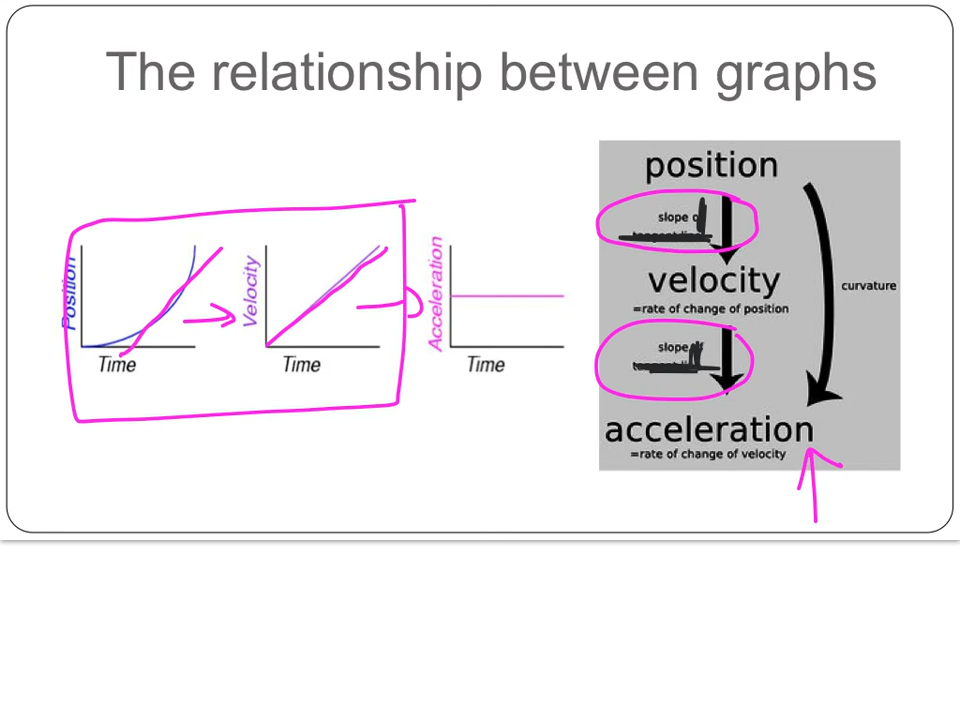 The relationship between graphs
Position
Time
Velocity
Time
Acceleration
Time
position
slope
velocity
=rate of change of position
slope
acceleration
=rate of change of velocity
curvature